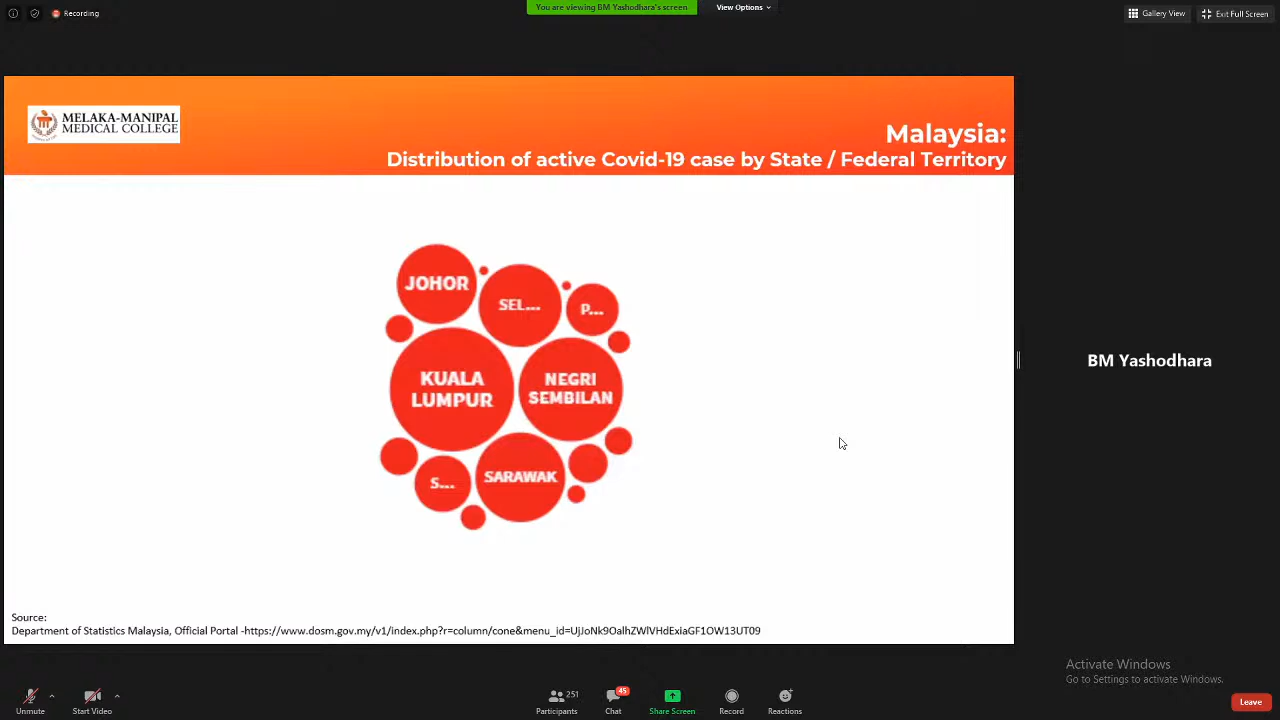 Recording
You are viewing BM Yashodhara's screen
View Options
Gallery View
Exit Full Screen
MELAKA-MANIPAL
MEDICAL COLLEGE
Malaysia:
Distribution of active Covid-19 case by State / Federal Territory
JOHOR
SEL...
P...
KUALA
LUMPUR
NEGRI
SEMBILAN
S...
SARAWAK
BM Yashodhara
Source:
Department of Statistics Malaysia, Official Portal -https://www.dosm.gov.my/v1/index.php?r=column/cone&menu_id=UjJoNk9OalhZWlVHdExiaGF1OW13UT09
Activate Windows
Go to Settings to activate Windows.
Unmute
Start Video
251
Participants
45
Chat
Share Screen
Record
Reactions
Leave